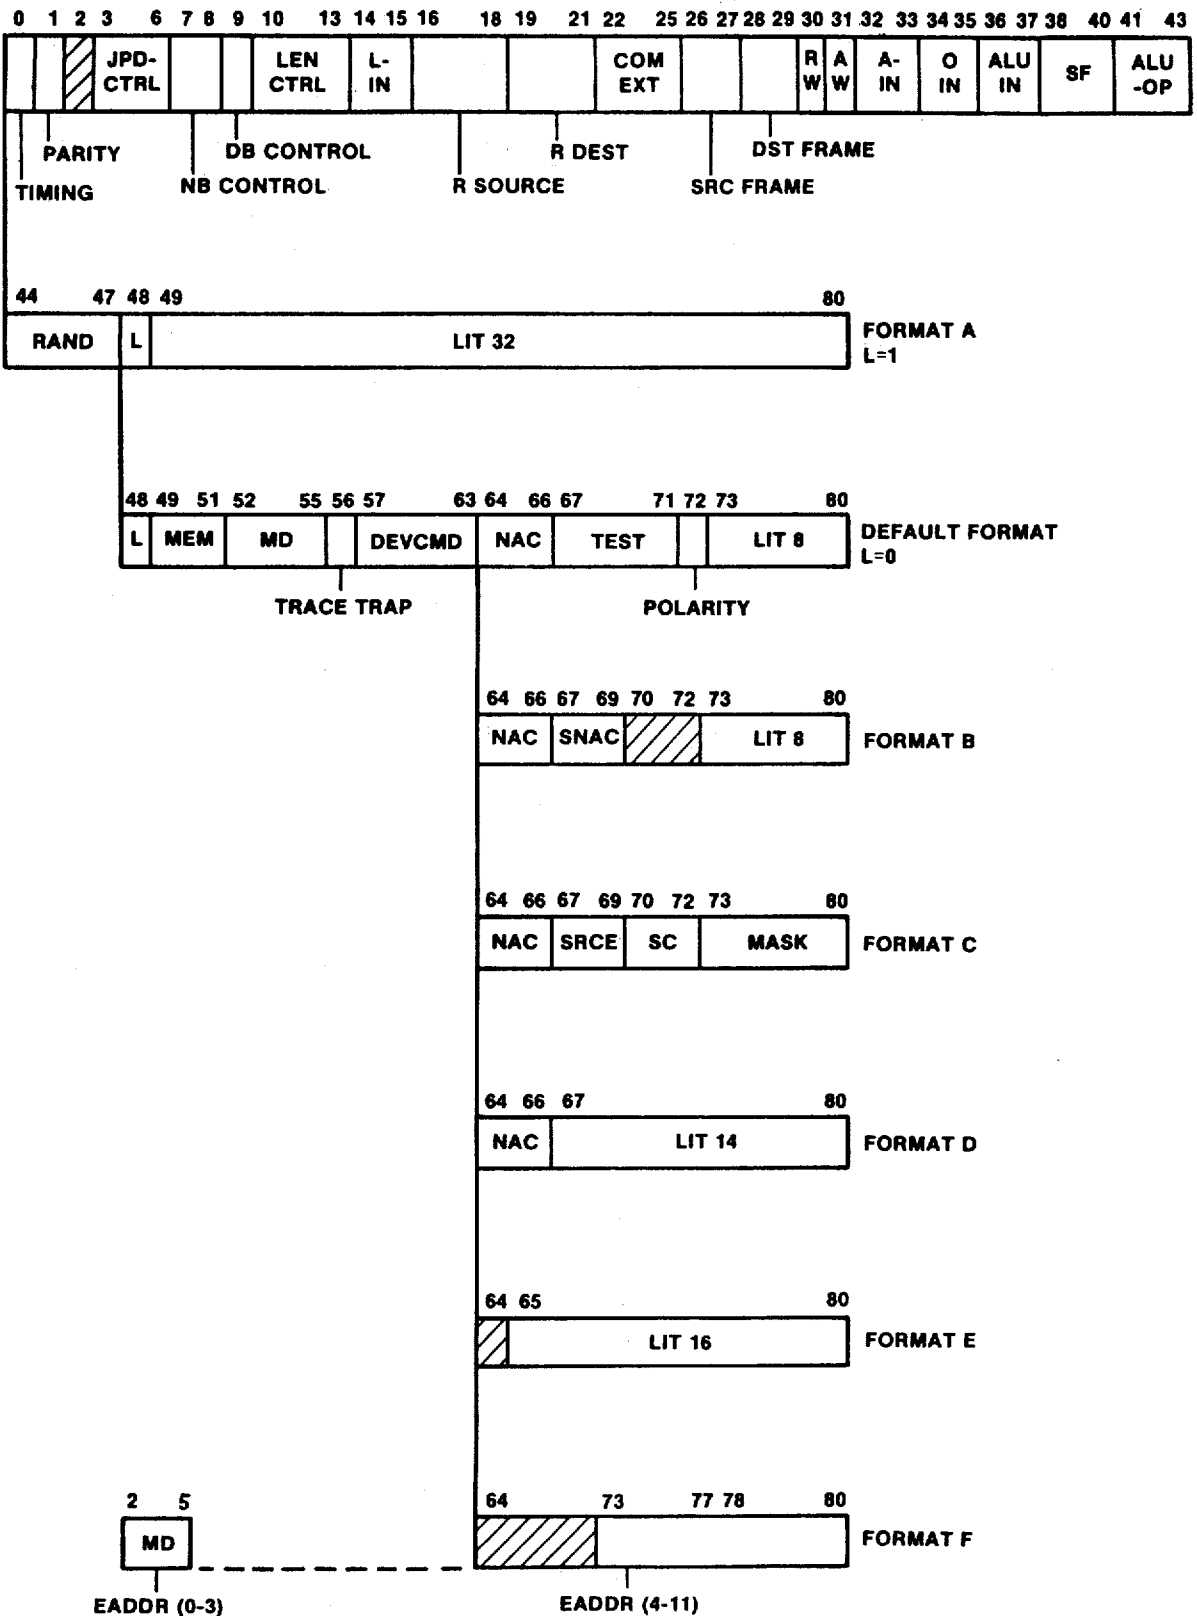 0 1 2 3 6 7 8 9 10 13 14 15 16 18 19 21 22 25 26 27 28 29 30 31 32 33 34 35 36 37 38 40 41 43
JPD-
CTRL
LEN
CTRL
L-
IN
COM
EXT
R
W
A
W
A-
IN
O
IN
ALU
IN
SF
ALU
-OP
PARITY
DB CONTROL
R DEST
DST FRAME
TIMING
NB CONTROL
R SOURCE
SRC FRAME
44 47 48 49 80
RAND L LIT 32
FORMAT A
L=1
48 49 51 52 55 56 57 63 64 66 67 71 72 73 80
L MEM MD DEVCMD NAC TEST LIT 8
DEFAULT FORMAT
L=0
TRACE TRAP
POLARITY
64 66 67 69 70 72 73 80
NAC SNAC LIT 8
FORMAT B
64 66 67 69 70 72 73 80
NAC SRCE SC MASK
FORMAT C
64 66 67 80
NAC LIT 14
FORMAT D
64 65 80
LIT 16
FORMAT E
2 5
64 73 77 78 80
MD
FORMAT F
EADDR (0-3)
EADDR (4-11)